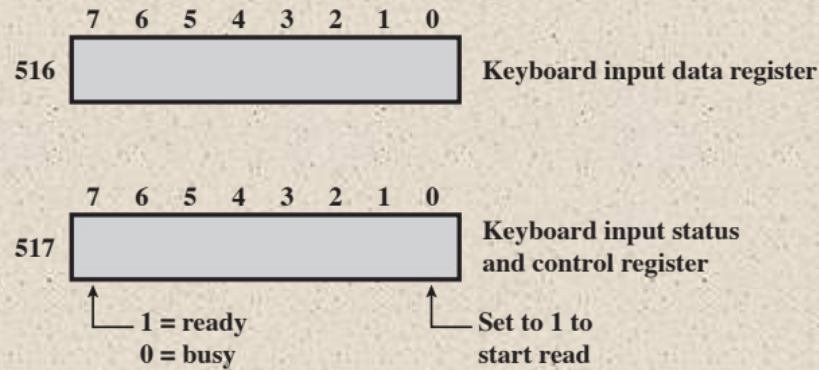 7 6 5 4 3 2 1 0
516
Keyboard input data register
7 6 5 4 3 2 1 0
517
Keyboard input status
and control register
1 = ready
0 = busy
Set to 1 to
start read